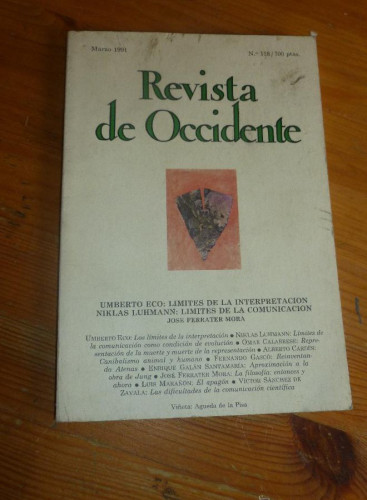 Marzo 1991
N.º 118/700 ptas.
Revista
de Occidente
UMBERTO ECO: LIMITES DE LA INTERPRETACION
NIKLAS LUHMANN: LIMITES DE LA COMUNICACION
JOSE FERRATER MORA
UMBERTO ECO: Los límites de la interpretación • NIKLAS LUHMANN: Límites de
la comunicación como condición de evolución • OMAR CALABRESE: Repre-
sentación de la muerte y muerte de la representación • ALBERTO CARDÍN:
Canibalismo animal y humano • FERNANDO GASCÓ: Reinventan-
do Atenas • ENRIQUE GALÁN SANTAMARÍA: Aproximación a la
obra de Jung • JOSÉ FERRATER MORA: La filosofía: entonces y
ahora • LUIS MARAÑÓN: El apagón • VÍCTOR SÁNCHEZ DE
ZAVALA: Las dificultades de la comunicación científica
Viñeta: Agueda de la Pisa